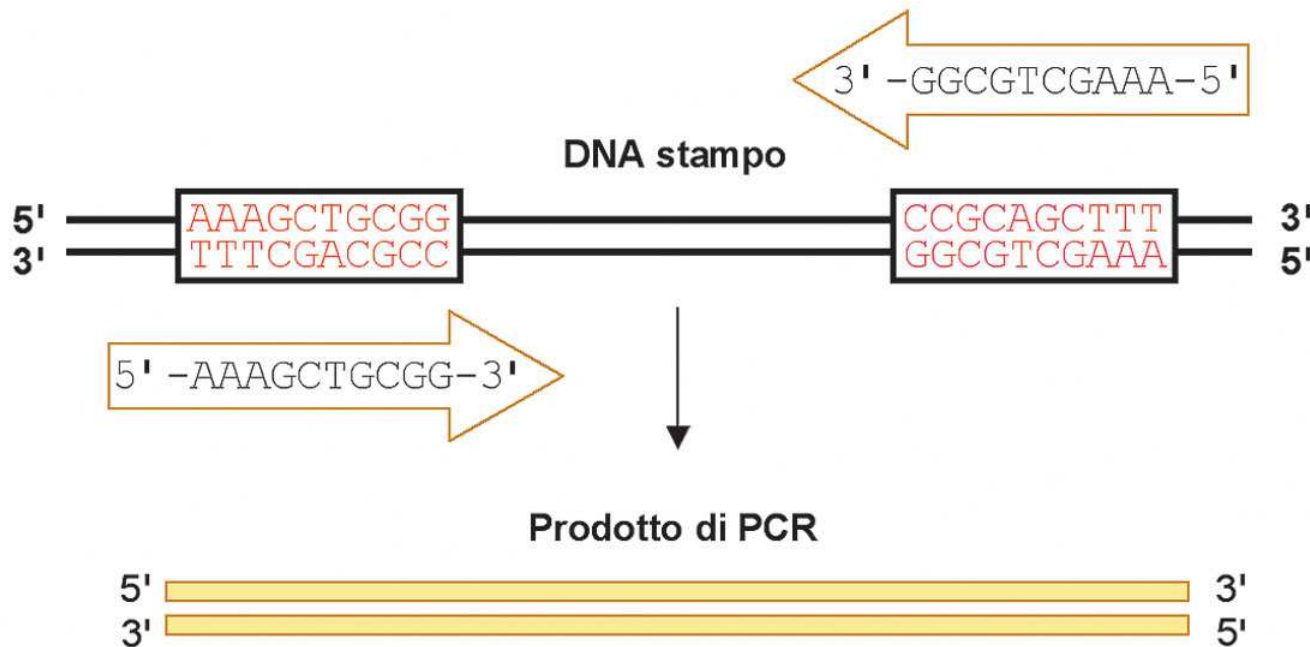 3'-GGCGTCGAAA-5'
DNA stampo
5' AAAGCTGCGG CCGCAGCTTT 3'
3' TTTCGACGCC GGCGTCGAAA 5'
5'-AAAGCTGCGG-3'
Prodotto di PCR
5' 3'
3' 5'